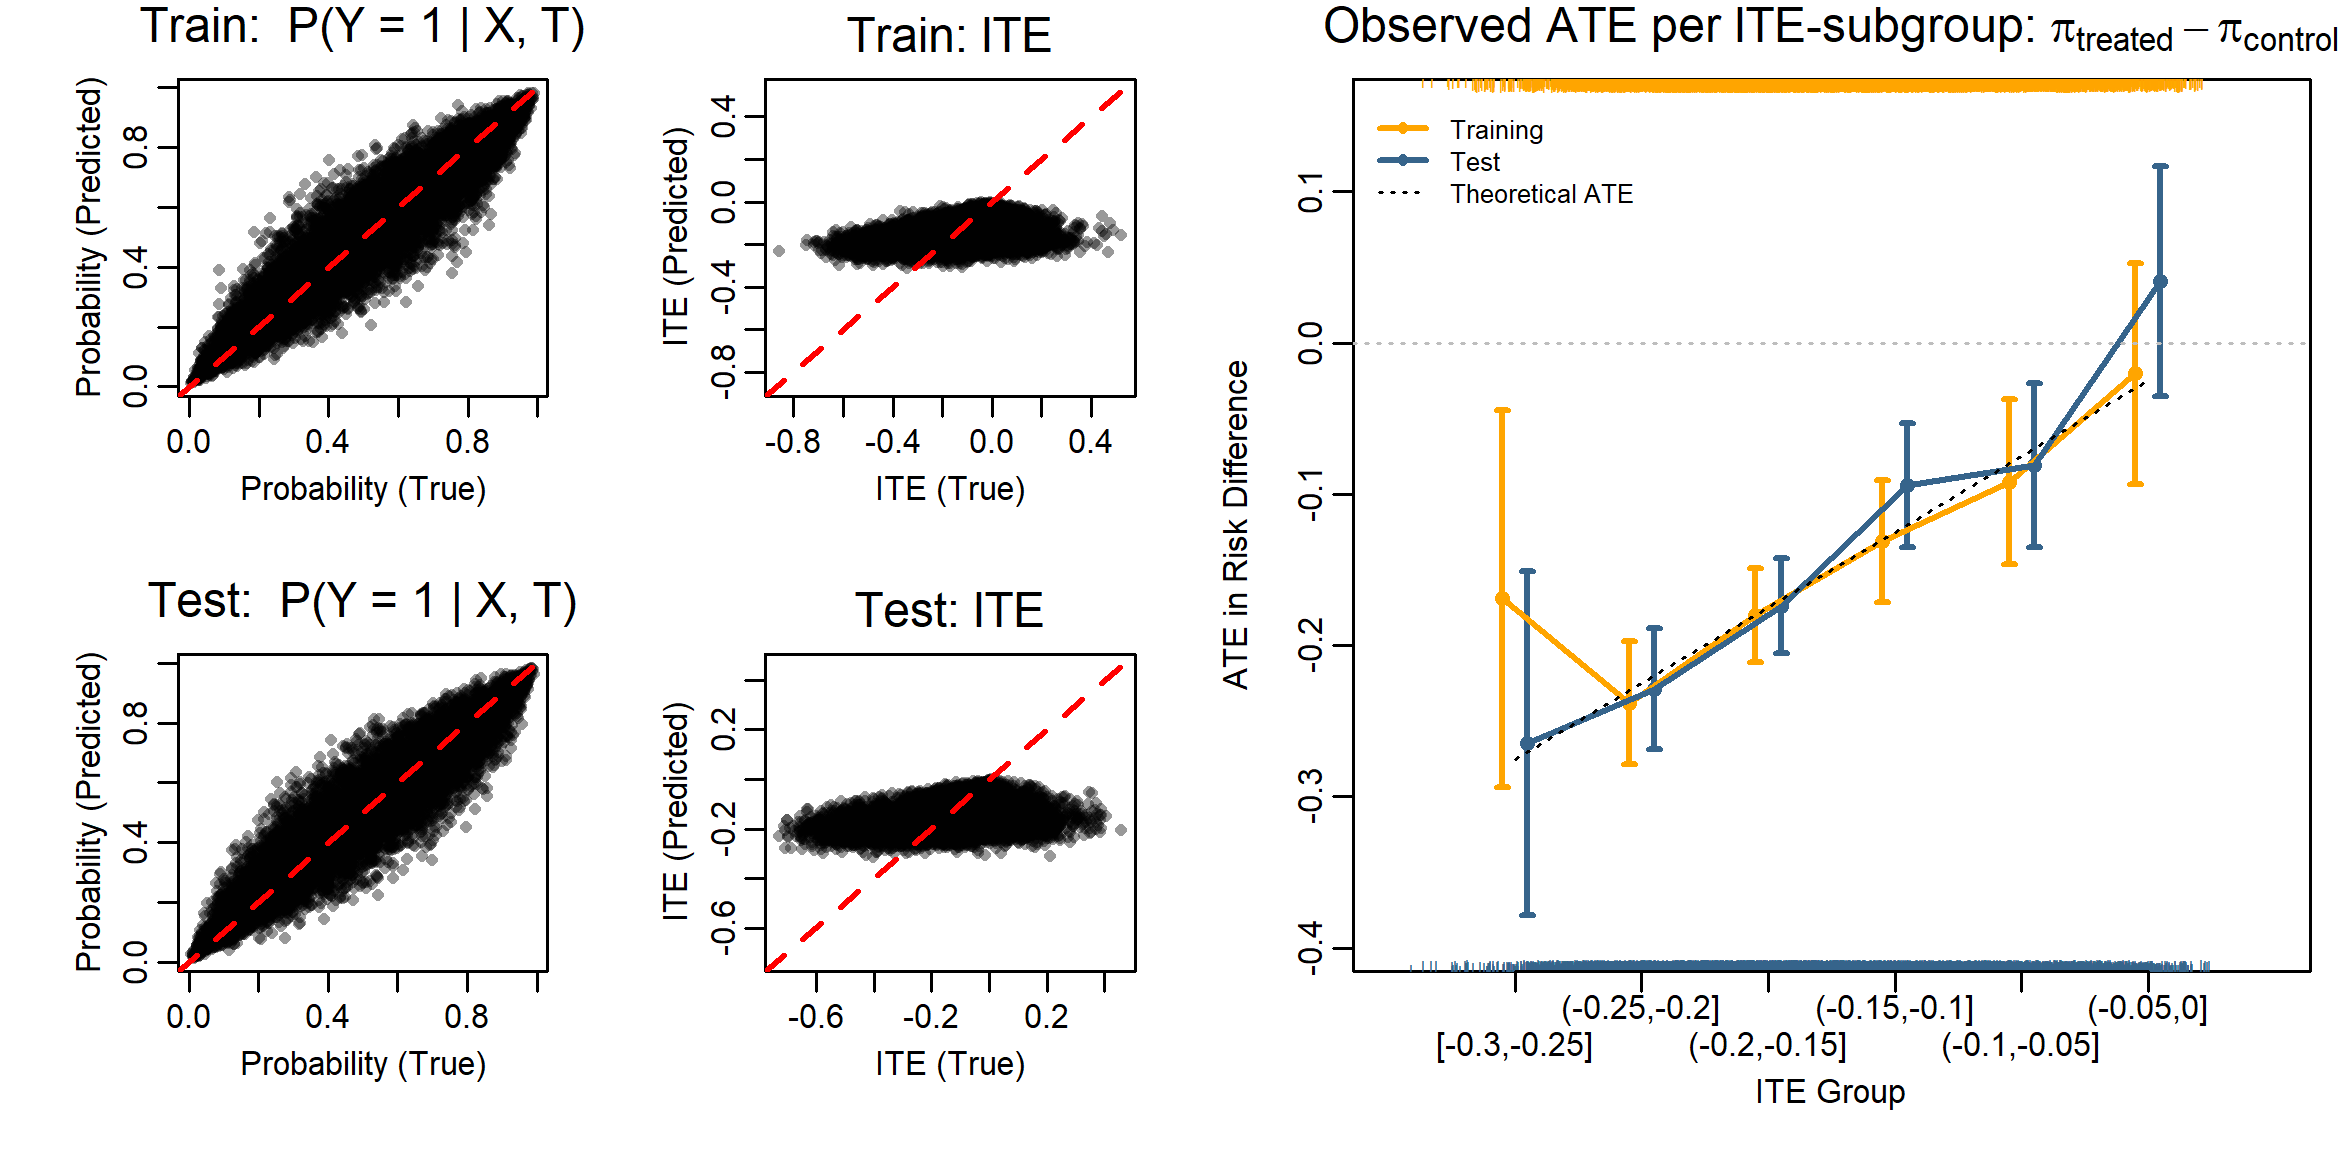 Train:  P(Y = 1 | X, T)
Probability (Predicted)
0.0 0.4 0.8
0.0 0.4 0.8
Probability (True)
Train: ITE
ITE (Predicted)
-0.8 -0.4 0.0 0.4
-0.8 -0.4 0.0 0.4
ITE (True)
Test:  P(Y = 1 | X, T)
Probability (Predicted)
0.0 0.4 0.8
0.0 0.4 0.8
Probability (True)
Test: ITE
ITE (Predicted)
-0.6 -0.2 0.2
-0.6 -0.2 0.2
ITE (True)
Observed ATE per ITE-subgroup: πtreated − πcontrol
Training
Test
Theoretical ATE
ATE in Risk Difference
-0.4 -0.3 -0.2 -0.1 0.0 0.1
(-0.25,-0.2] (-0.15,-0.1] (-0.05,0]
[-0.3,-0.25] (-0.2,-0.15] (-0.1,-0.05]
ITE Group